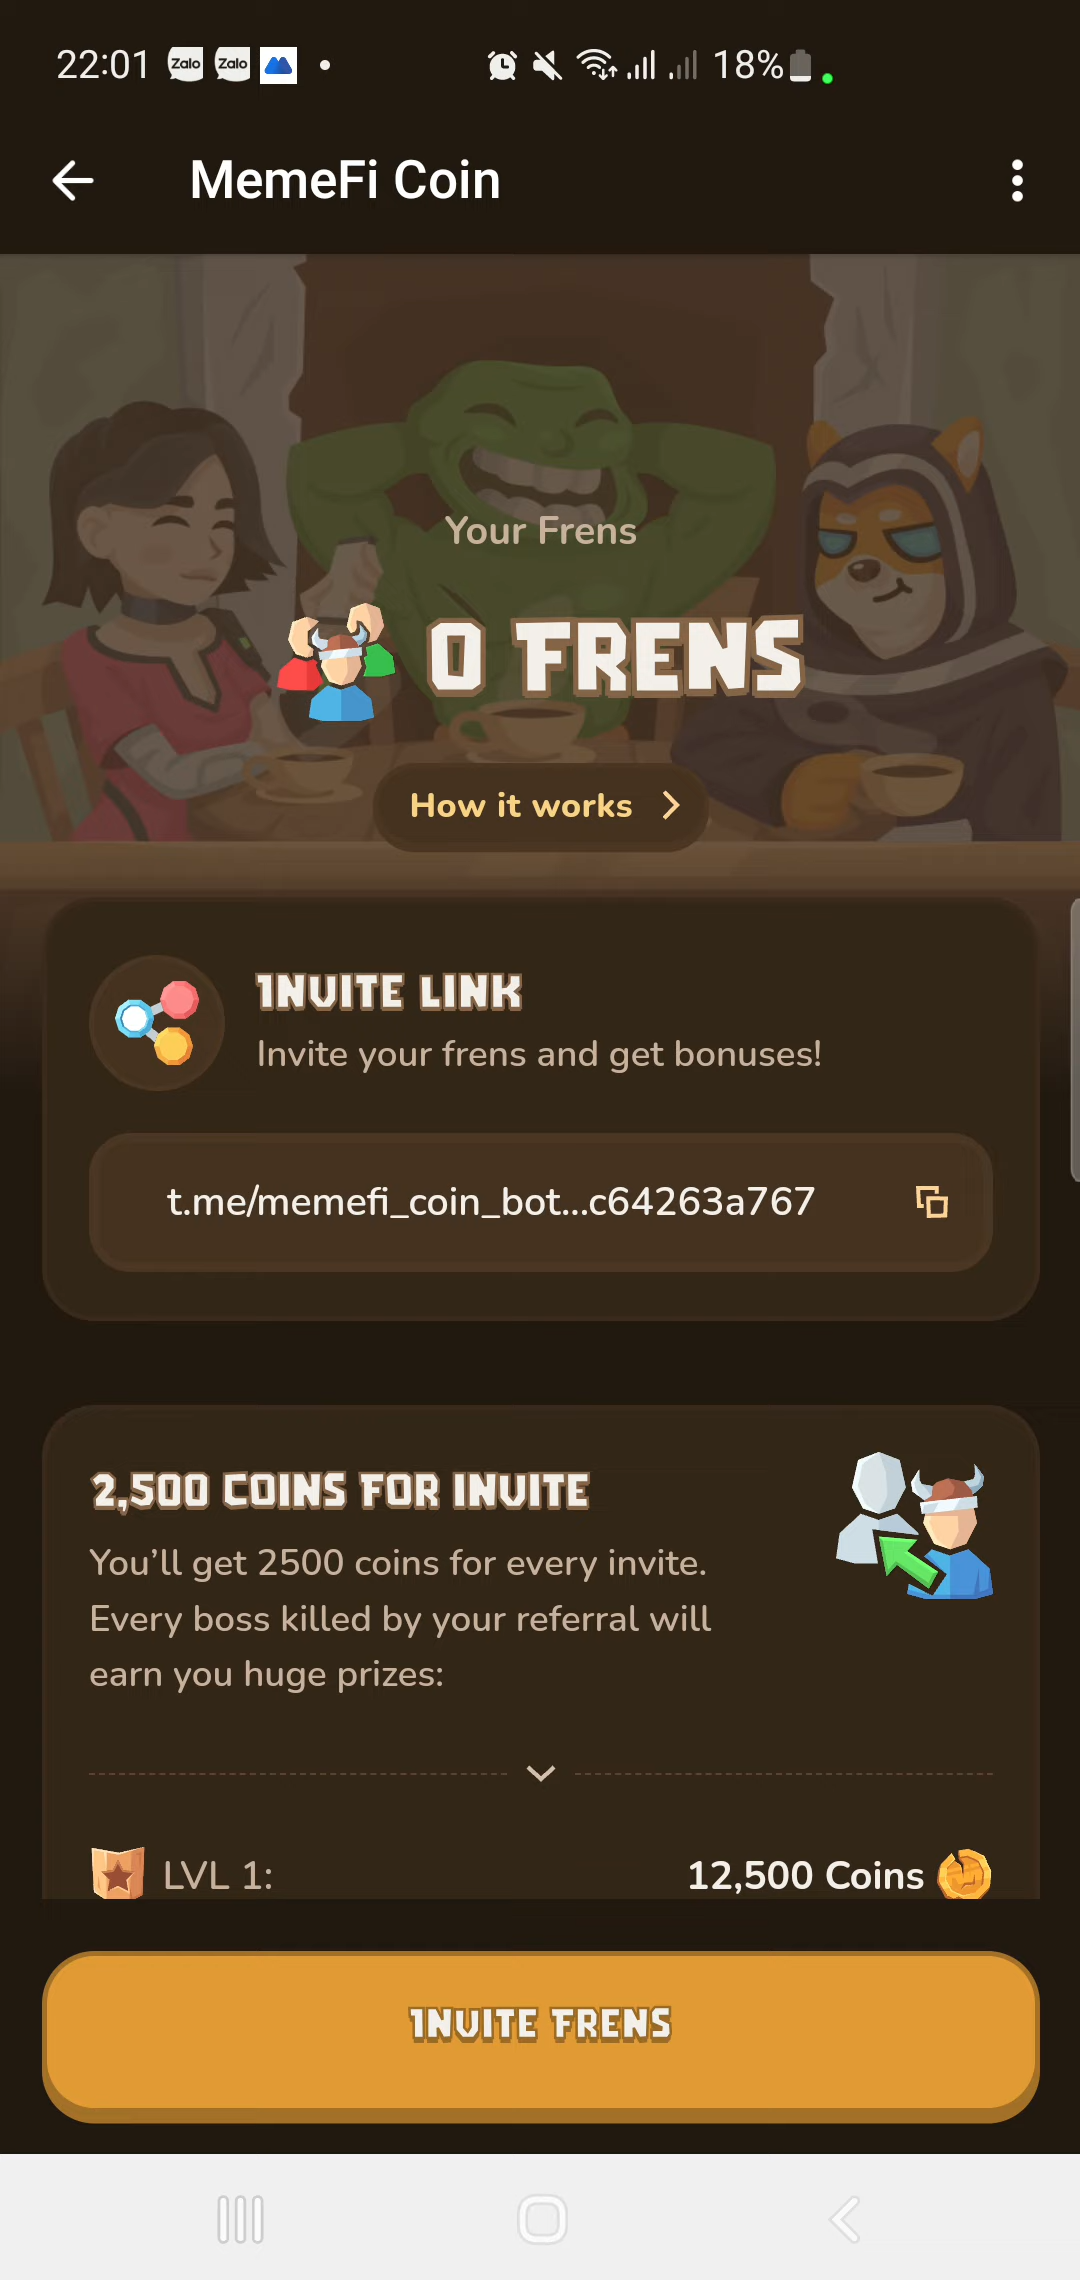 22:01 Zalo Zalo 18%
MemeFi Coin
Your Frens
0 FRENS
How it works
INVITE LINK
Invite your frens and get bonuses!
t.me/memefi_coin_bot...c64263a767
2,500 COINS FOR INVITE
You’ll get 2500 coins for every invite.
Every boss killed by your referral will
earn you huge prizes:
LVL 1: 12,500 Coins
INVITE FRENS